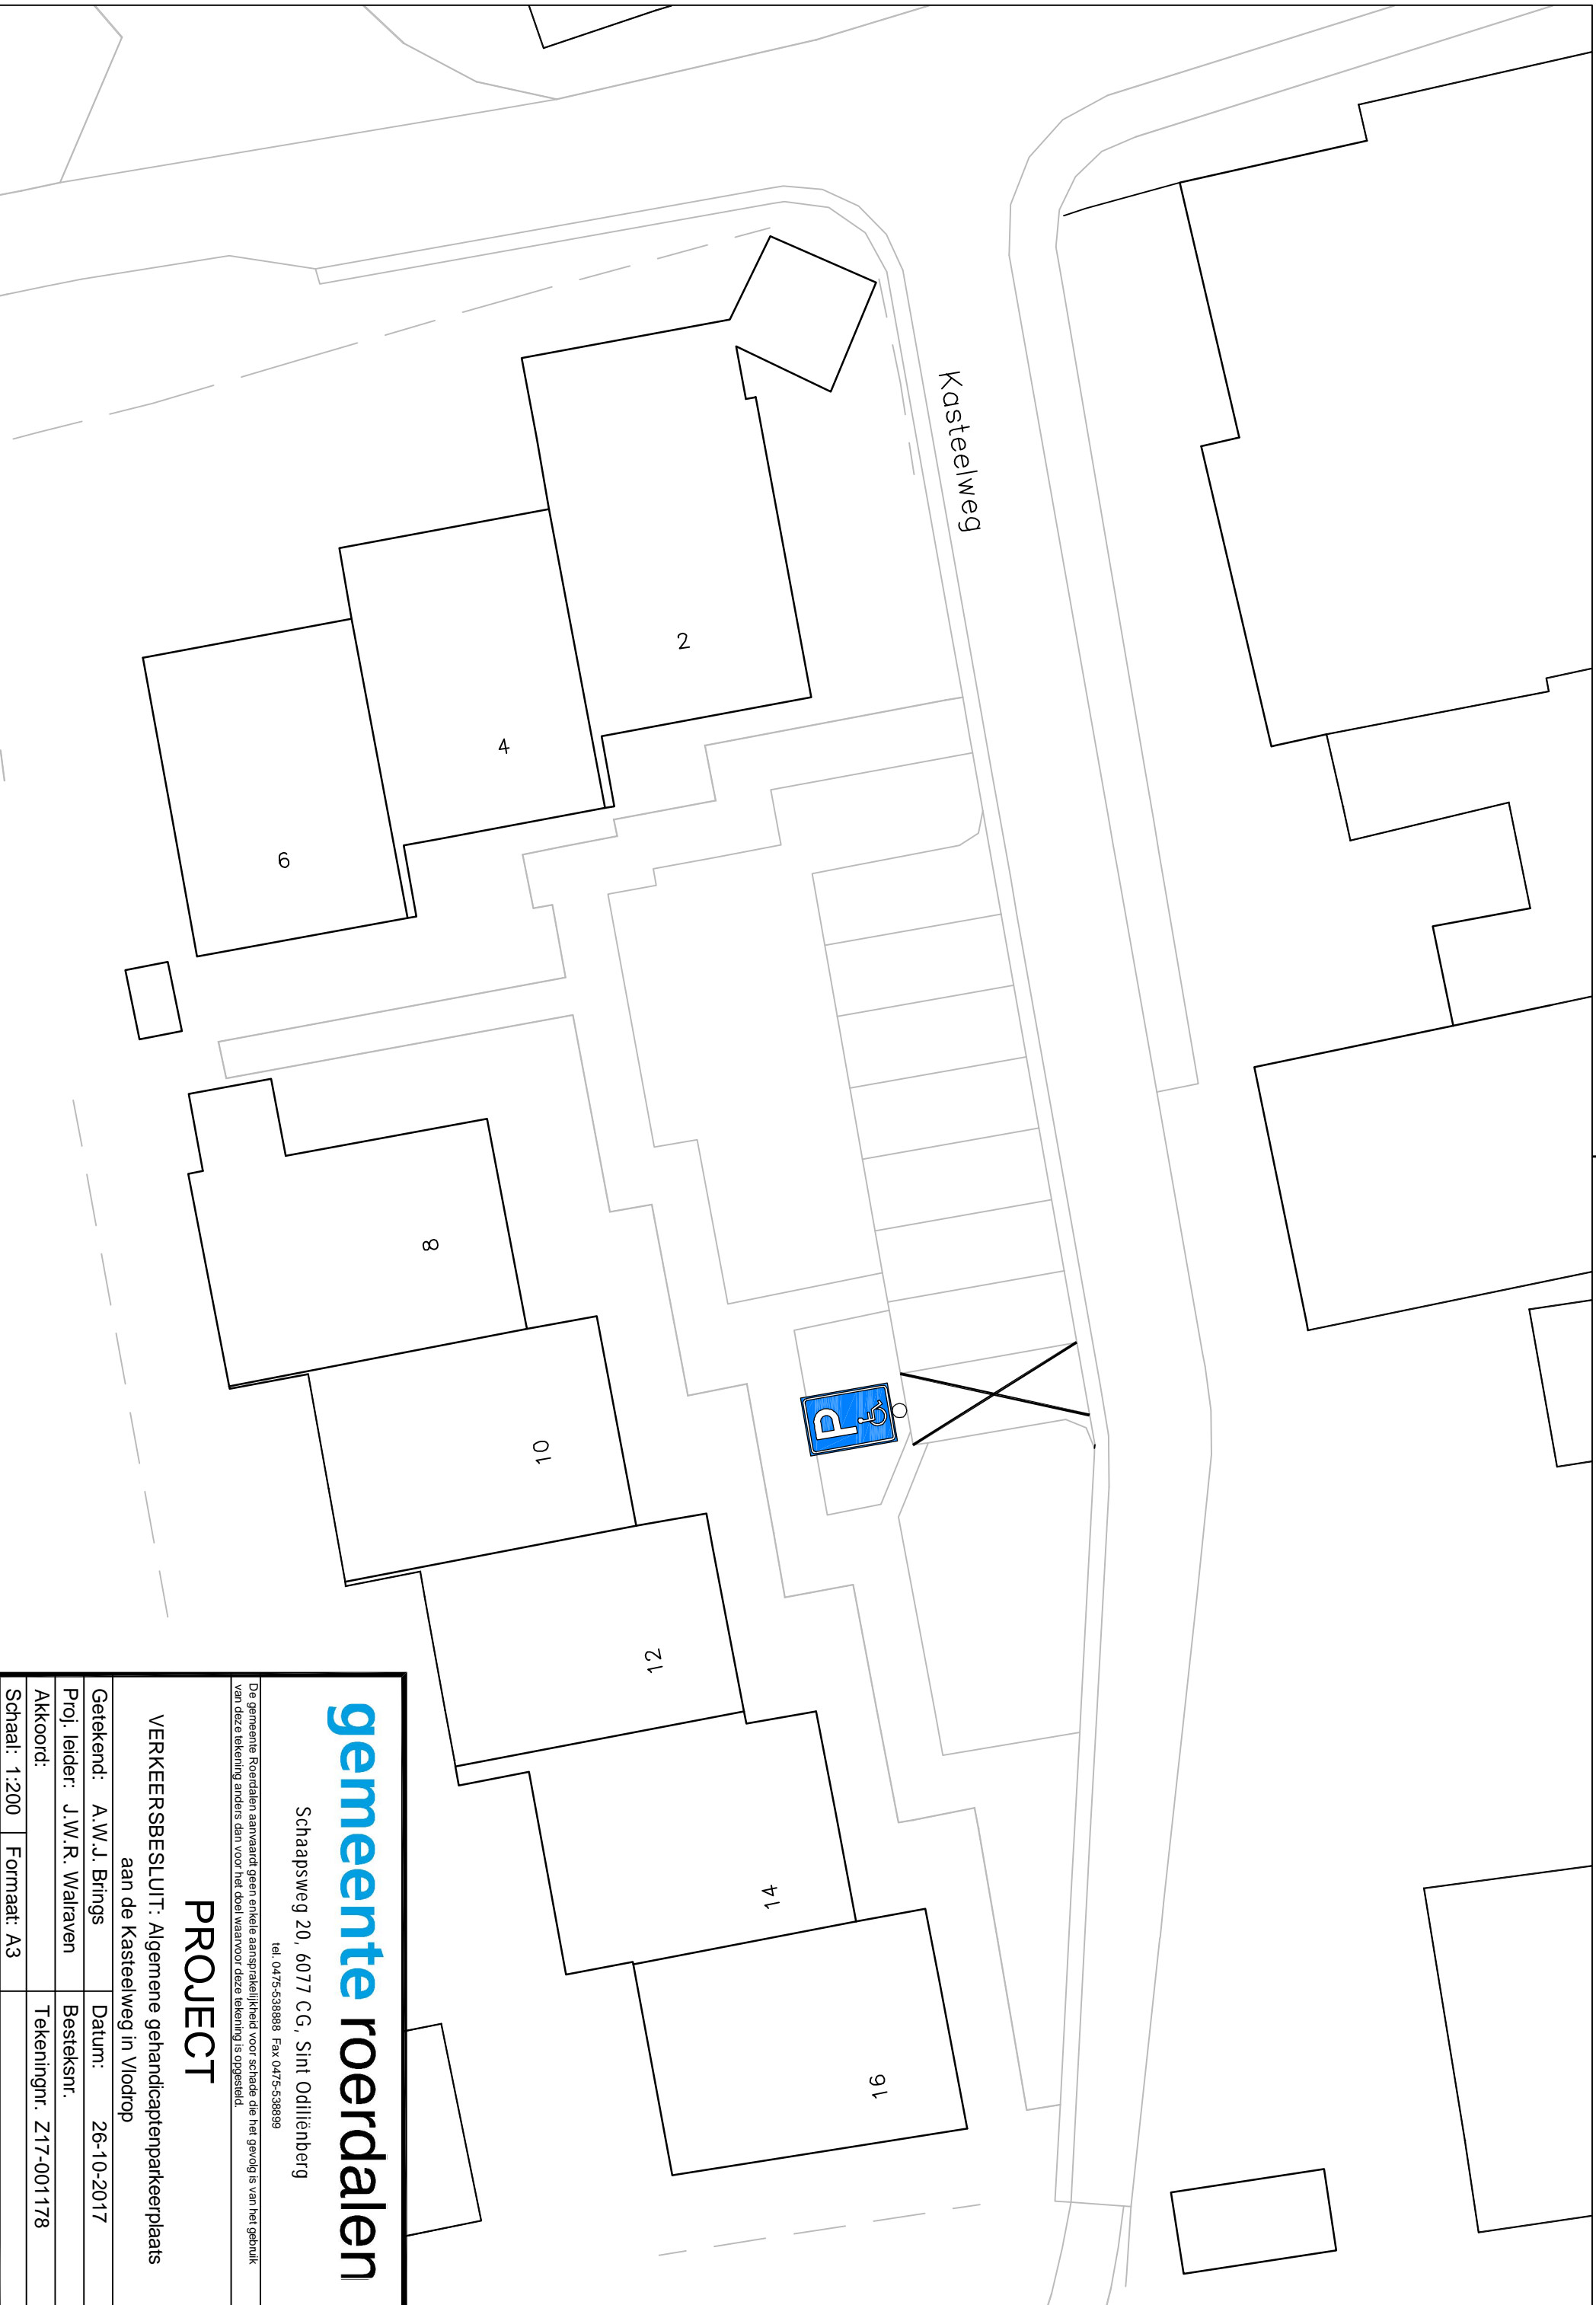 Kasteelweg
2
4
6
8
10
12
14
16
P
gemeente roerdalen
Schaapsweg 20, 6077 CG, Sint Odiliënberg
tel. 0475-538888 Fax 0475-538899
De gemeente Roerdalen aanvaardt geen enkele aansprakelijkheid voor schade die het gevolg is van het gebruik
van deze tekening anders dan voor het doel waarvoor deze tekening is opgesteld.
PROJECT
VERKEERSBESLUIT: Algemene gehandicaptenparkeerplaats
aan de Kasteelweg in Vlodrop
Getekend: A.W.J. Brings Datum: 26-10-2017
Proj. leider: J.W.R. Walraven Besteksnr.
Akkoord: Tekeningnr. Z17-001178
Schaal: 1:200 Formaat: A3